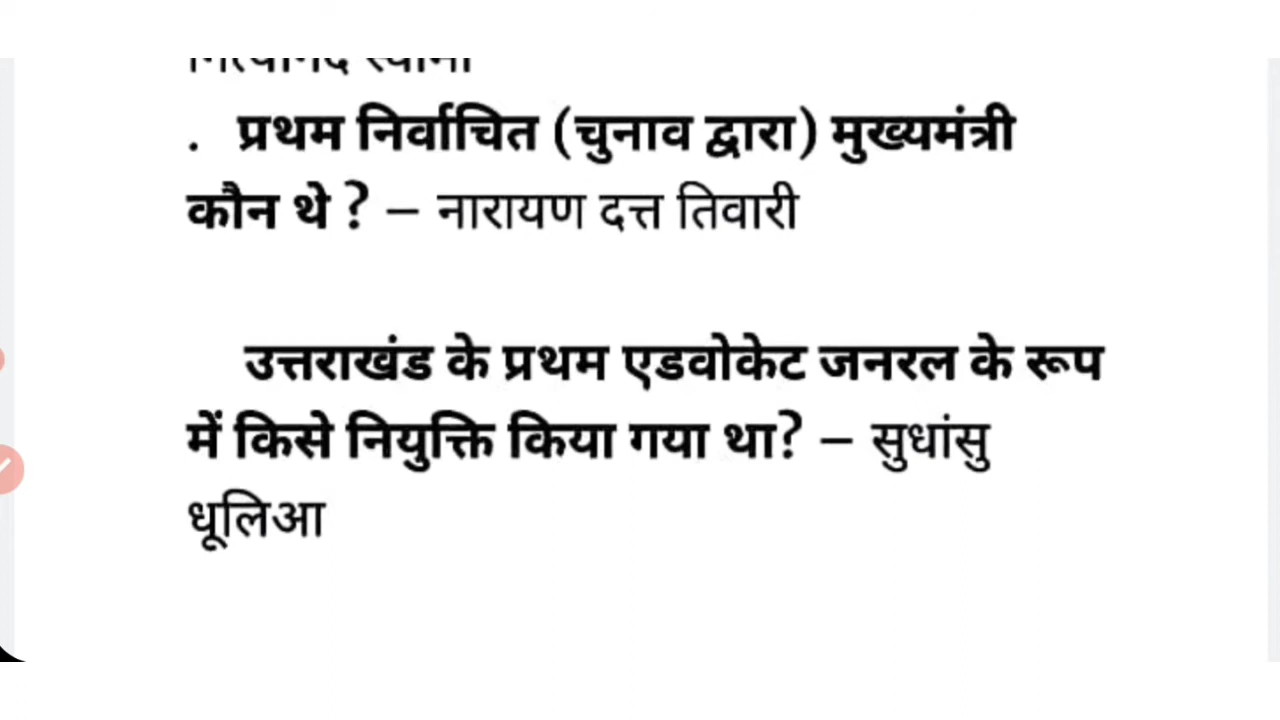 . प्रथम निर्वाचित (चुनाव द्वारा) मुख्यमंत्री
कौन थे ? – नारायण दत्त तिवारी
उत्तराखंड के प्रथम एडवोकेट जनरल के रूप
में किसे नियुक्ति किया गया था? – सुधांसु
धूलिआ